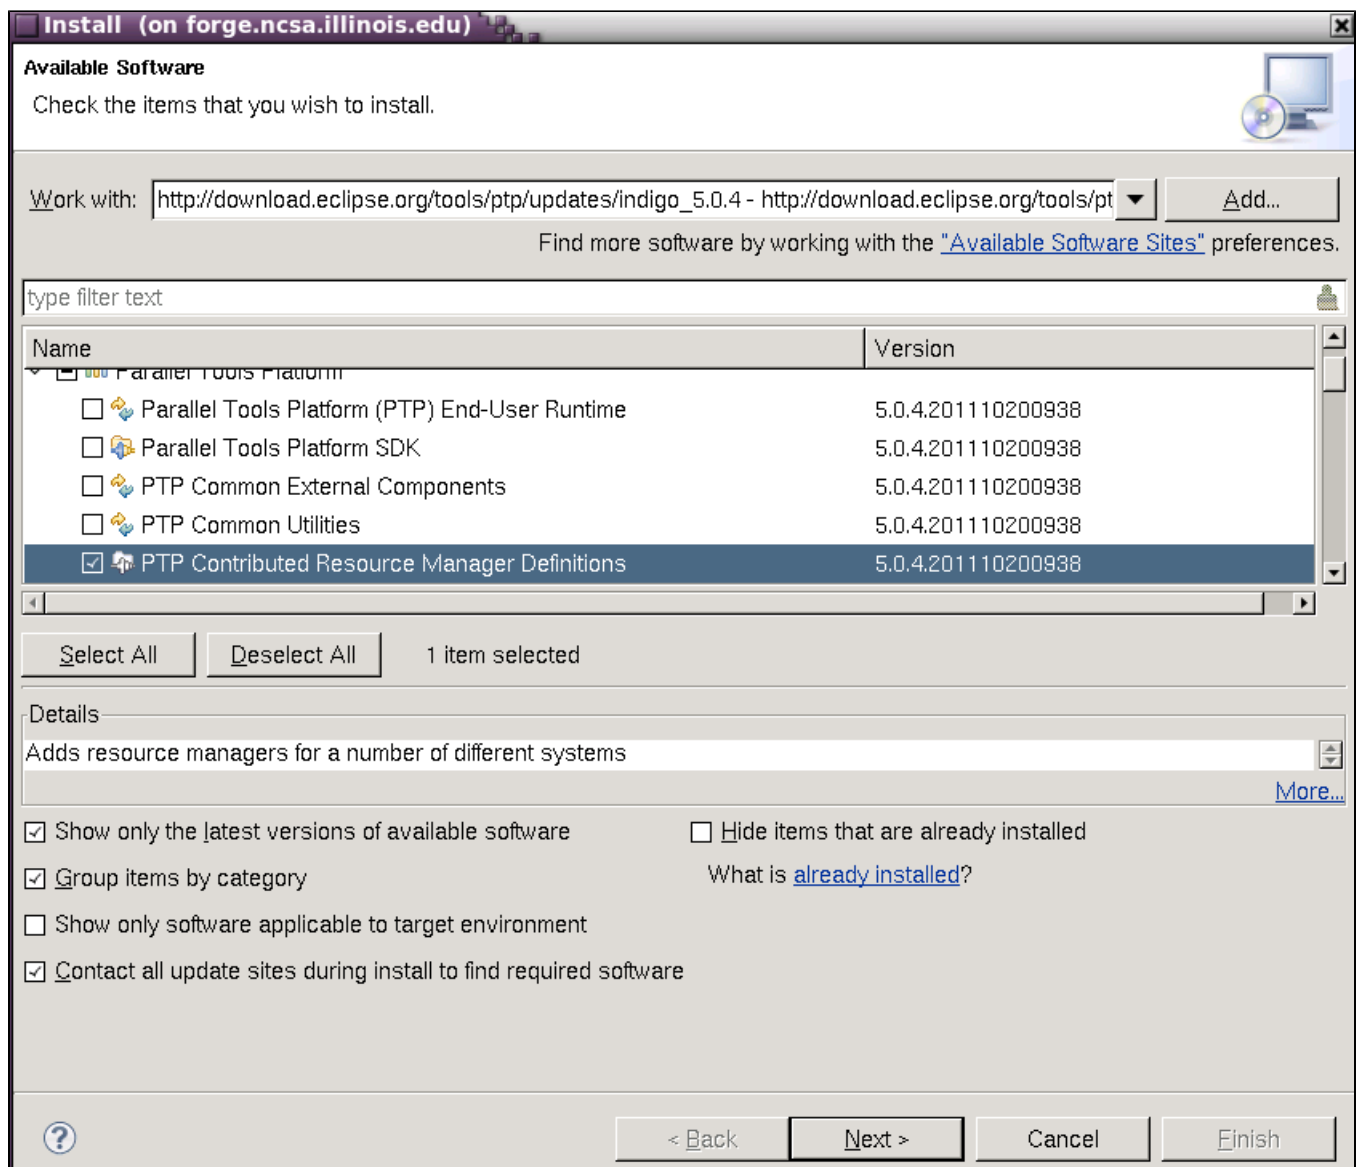 Install (on forge.ncsa.illinois.edu)
Available Software
Check the items that you wish to install.
Work with: http://download.eclipse.org/tools/ptp/updates/indigo_5.0.4 - http://download.eclipse.org/tools/pt Add...
Find more software by working with the "Available Software Sites" preferences.
type filter text
Name Version
Parallel Tools Platform
Parallel Tools Platform (PTP) End-User Runtime 5.0.4.201110200938
Parallel Tools Platform SDK 5.0.4.201110200938
PTP Common External Components 5.0.4.201110200938
PTP Common Utilities 5.0.4.201110200938
PTP Contributed Resource Manager Definitions 5.0.4.201110200938
Select All Deselect All 1 item selected
Details
Adds resource managers for a number of different systems
More...
Show only the latest versions of available software Hide items that are already installed
Group items by category What is already installed?
Show only software applicable to target environment
Contact all update sites during install to find required software
? < Back Next > Cancel Finish